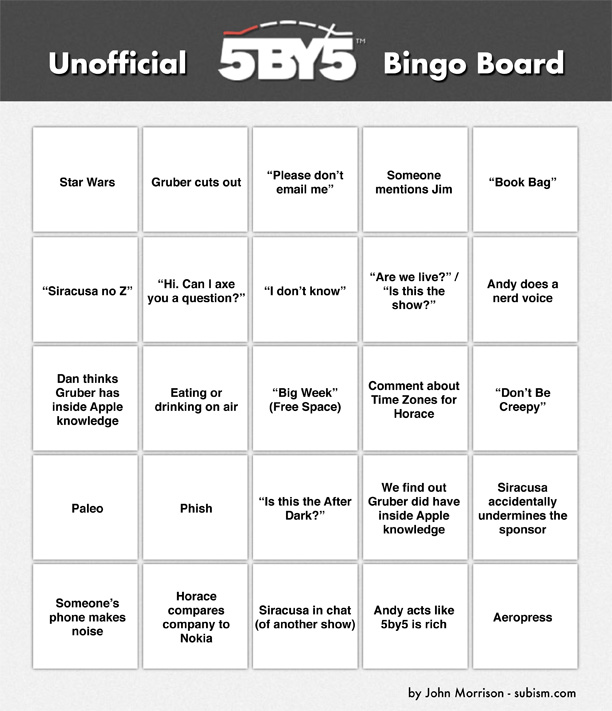 Unofficial 5BY5™ Bingo Board
Star Wars
Gruber cuts out
“Please don’t
email me”
Someone
mentions Jim
“Book Bag”
“Siracusa no Z”
“Hi. Can I axe
you a question?”
“I don’t know”
“Are we live?” /
“Is this the
show?”
Andy does a
nerd voice
Dan thinks
Gruber has
inside Apple
knowledge
Eating or
drinking on air
“Big Week”
(Free Space)
Comment about
Time Zones for
Horace
“Don’t Be
Creepy”
Paleo
Phish
“Is this the After
Dark?”
We find out
Gruber did have
inside Apple
knowledge
Siracusa
accidentally
undermines the
sponsor
Someone’s
phone makes
noise
Horace
compares
company to
Nokia
Siracusa in chat
(of another show)
Andy acts like
5by5 is rich
Aeropress
by John Morrison - subism.com